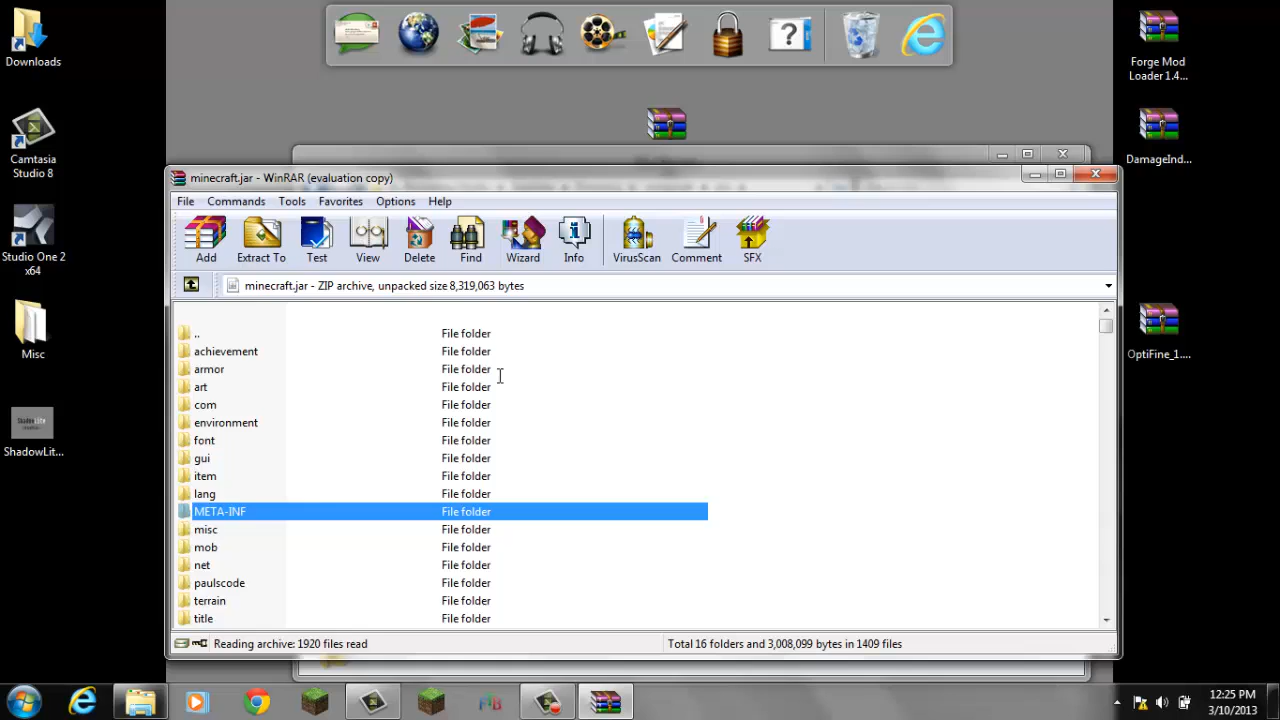 Downloads
Camtasia
Studio 8
Studio One 2
x64
Misc
ShadowLit...
Forge Mod
Loader 1.4...
DamageInd...
OptiFine_1....
minecraft.jar - WinRAR (evaluation copy)
File Commands Tools Favorites Options Help
Add Extract To Test View Delete Find Wizard Info VirusScan Comment SFX
minecraft.jar - ZIP archive, unpacked size 8,319,063 bytes
.. File folder
achievement File folder
armor File folder
art File folder
com File folder
environment File folder
font File folder
gui File folder
item File folder
lang File folder
META-INF File folder
misc File folder
mob File folder
net File folder
paulscode File folder
terrain File folder
title File folder
Reading archive: 1920 files read
Total 16 folders and 3,008,099 bytes in 1409 files
12:25 PM
3/10/2013